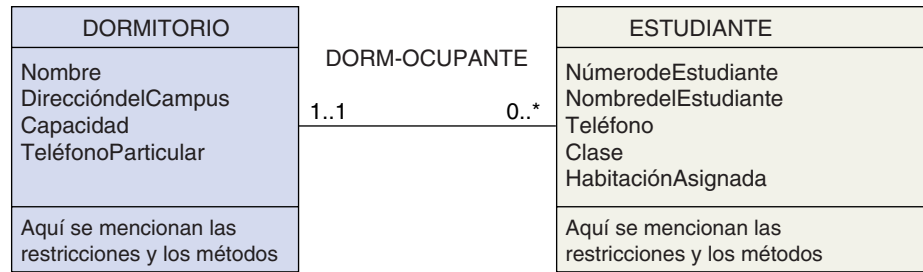 DORMITORIO
Nombre
DireccióndelCampus
Capacidad
TeléfonoParticular
Aquí se mencionan las
restricciones y los métodos
DORM-OCUPANTE
1..1
0..*
ESTUDIANTE
NúmerodeEstudiante
NombredelEstudiante
Teléfono
Clase
HabitaciónAsignada
Aquí se mencionan las
restricciones y los métodos